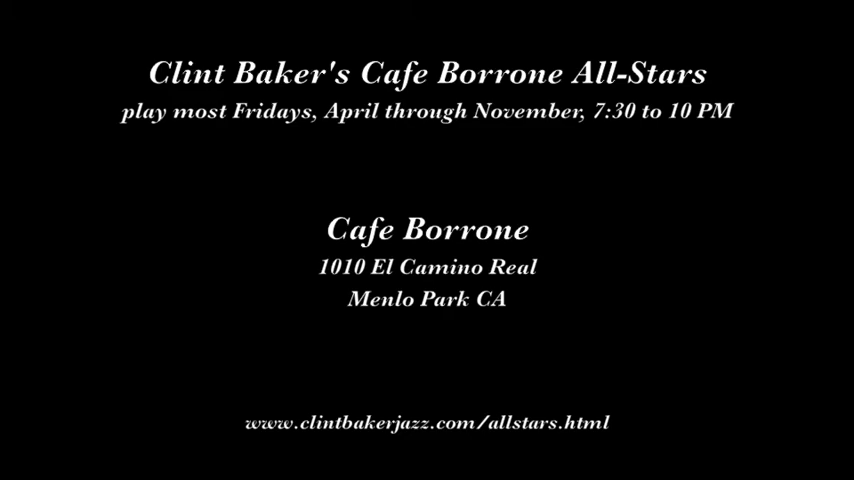 Clint Baker's Cafe Borrone All-Stars
play most Fridays, April through November, 7:30 to 10 PM
Cafe Borrone
1010 El Camino Real
Menlo Park CA
www.clintbakerjazz.com/allstars.html